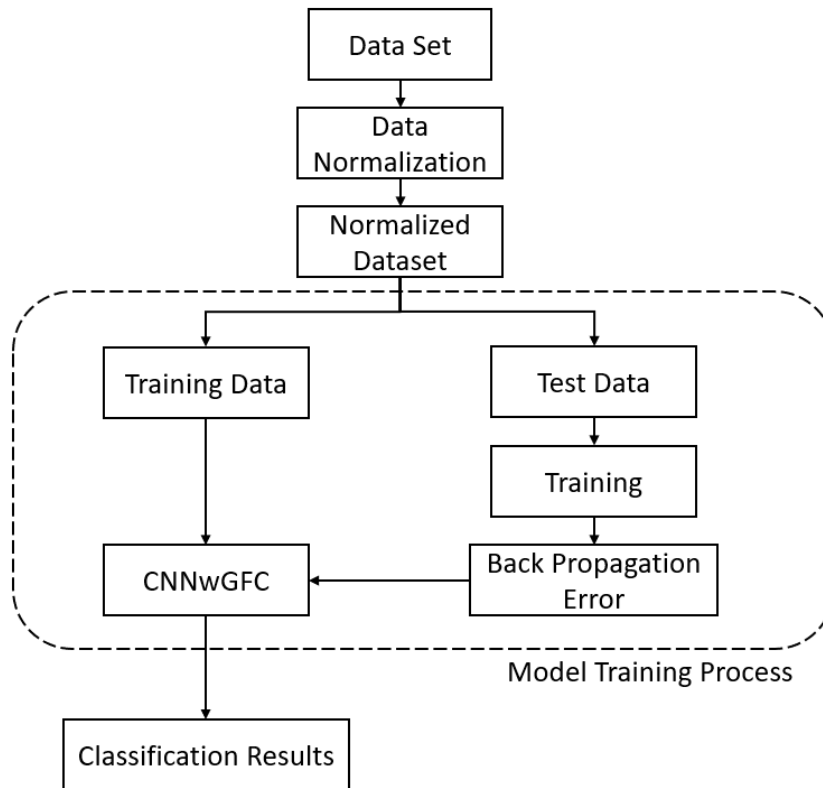 Data Set
Data
Normalization
Normalized
Dataset
Training Data
Test Data
Training
CNNwGFC
Back Propagation
Error
Model Training Process
Classification Results